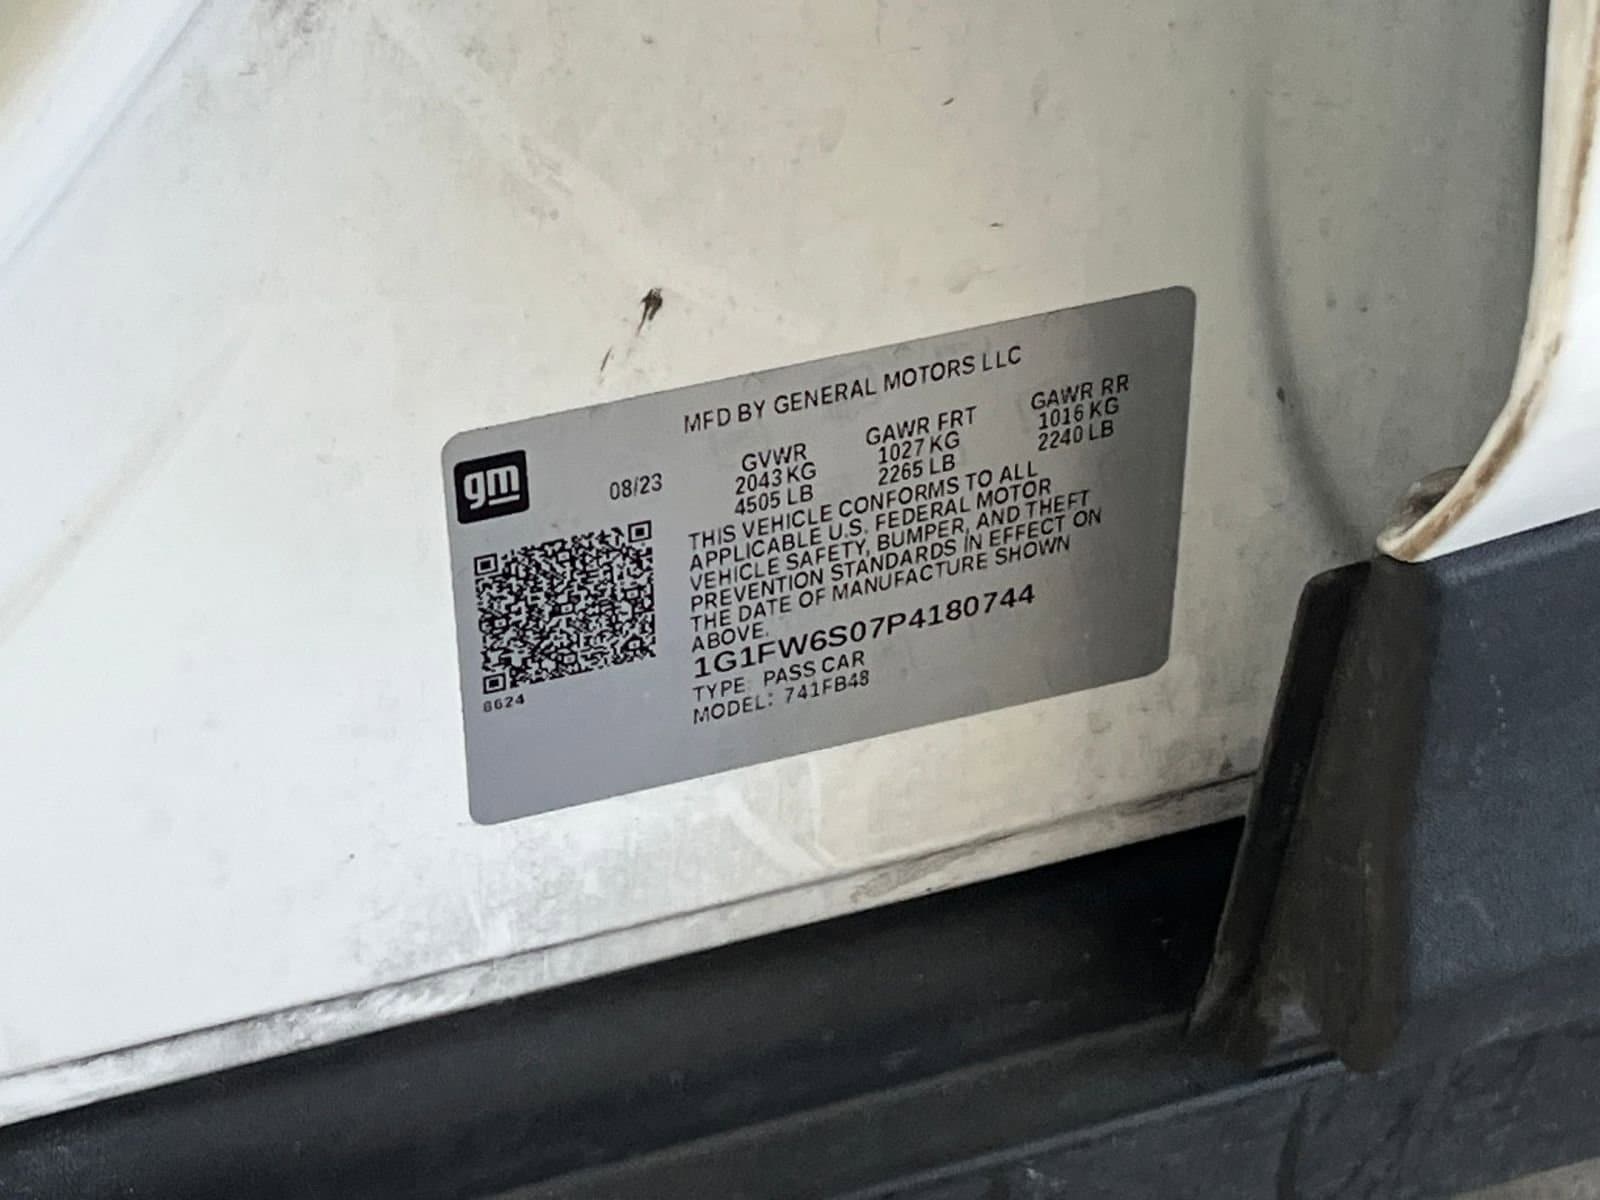 MFD BY GENERAL MOTORS LLC
gm
08/23
GVWR GAWR FRT GAWR RR
2043 KG 1027 KG 1016 KG
4505 LB 2265 LB 2240 LB
THIS VEHICLE CONFORMS TO ALL
APPLICABLE U.S. FEDERAL MOTOR
VEHICLE SAFETY, BUMPER, AND THEFT
PREVENTION STANDARDS IN EFFECT ON
THE DATE OF MANUFACTURE SHOWN
ABOVE.
1G1FW6S07P4180744
TYPE: PASS CAR
MODEL: 741FB48
8624